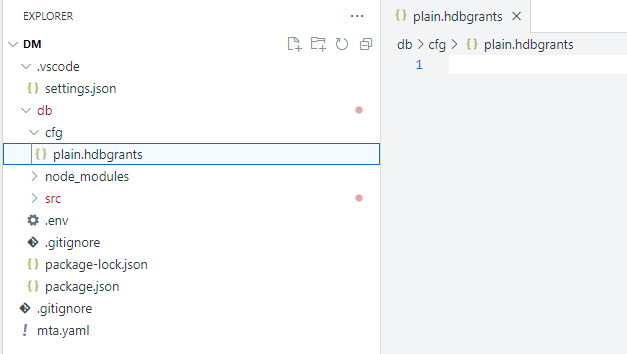 EXPLORER ...
DM
.vscode
{} settings.json
db
cfg
{} plain.hdbgrants
node_modules
src
.env
.gitignore
{} package-lock.json
{} package.json
.gitignore
! mta.yaml
{} plain.hdbgrants ×
db > cfg > {} plain.hdbgrants
1